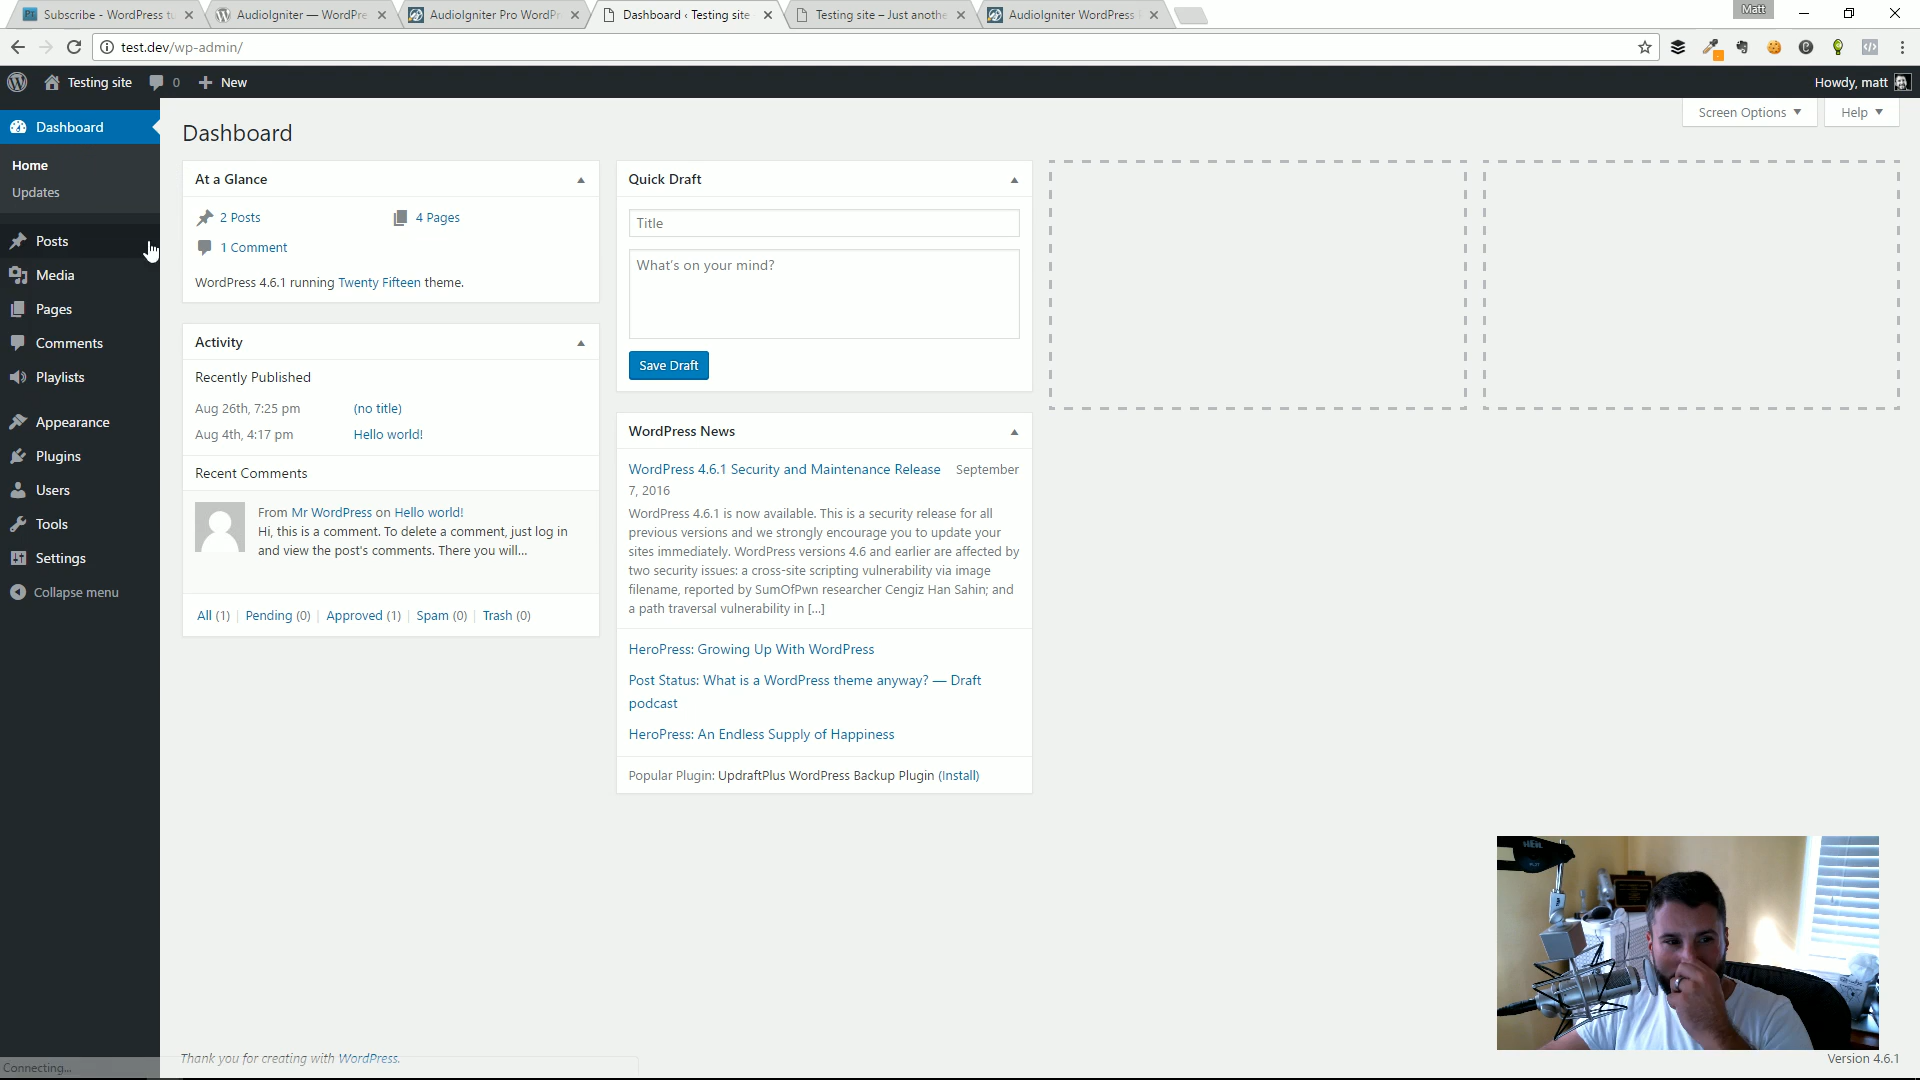 Subscribe - WordPress tu
AudioIgniter — WordPre
AudioIgniter Pro WordP
Dashboard ‹ Testing site
Testing site – Just anothe
AudioIgniter WordPress
Matt
test.dev/wp-admin/
Testing site
0
New
Howdy, matt
Dashboard
Home
Updates
Posts
Media
Pages
Comments
Playlists
Appearance
Plugins
Users
Tools
Settings
Collapse menu
Screen Options
Help
Dashboard
At a Glance
2 Posts
4 Pages
1 Comment
WordPress 4.6.1 running Twenty Fifteen theme.
Activity
Recently Published
Aug 26th, 7:25 pm (no title)
Aug 4th, 4:17 pm Hello world!
Recent Comments
From Mr WordPress on Hello world!
Hi, this is a comment. To delete a comment, just log in
and view the post's comments. There you will...
All (1) | Pending (0) | Approved (1) | Spam (0) | Trash (0)
Quick Draft
Title
What's on your mind?
Save Draft
WordPress News
WordPress 4.6.1 Security and Maintenance Release September
7, 2016
WordPress 4.6.1 is now available. This is a security release for all
previous versions and we strongly encourage you to update your
sites immediately. WordPress versions 4.6 and earlier are affected by
two security issues: a cross-site scripting vulnerability via image
filename, reported by SumOfPwn researcher Cengiz Han Sahin; and
a path traversal vulnerability in [...]
HeroPress: Growing Up With WordPress
Post Status: What is a WordPress theme anyway? — Draft
podcast
HeroPress: An Endless Supply of Happiness
Popular Plugin: UpdraftPlus WordPress Backup Plugin (Install)
HEIL
Thank you for creating with WordPress.
Version 4.6.1
Connecting...